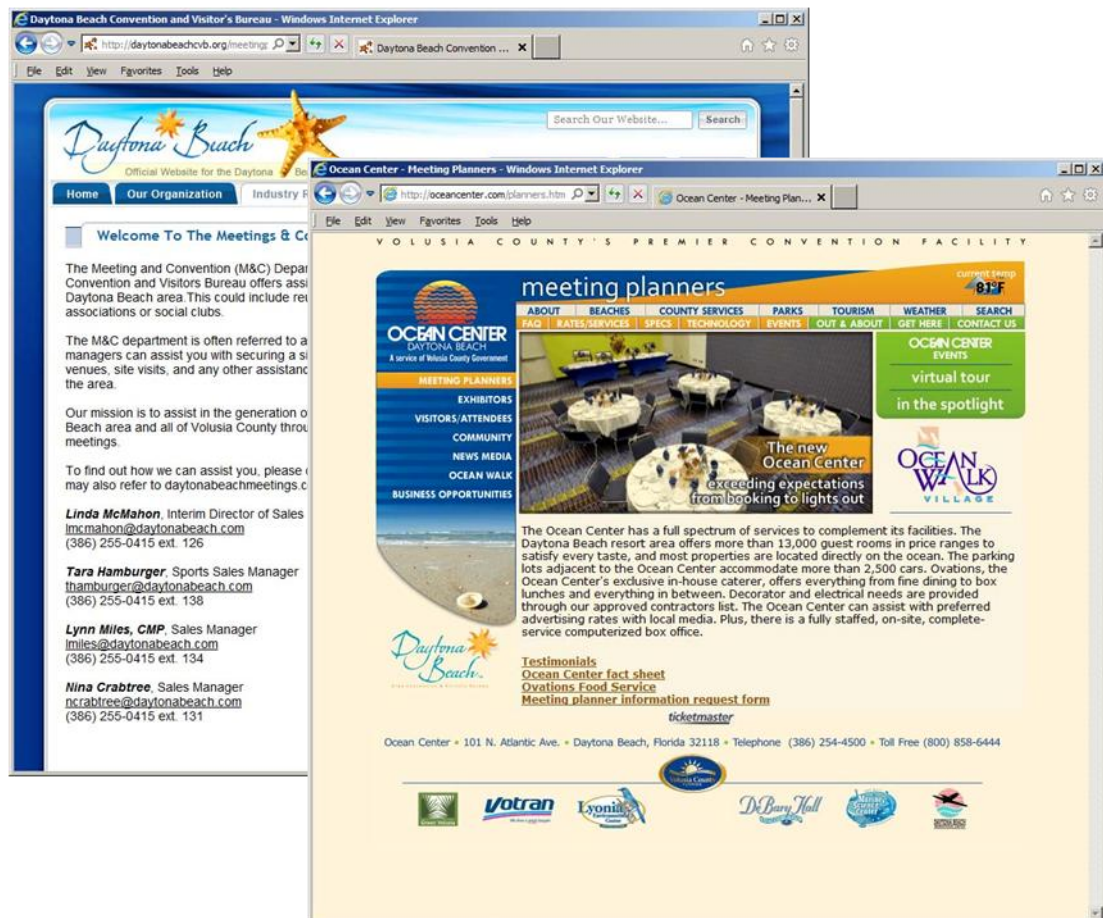 Daytona Beach Convention and Visitor's Bureau - Windows Internet Explorer
http://daytonabeachcvb.org/meetings
Daytona Beach Convention ...
File Edit View Favorites Tools Help
Daytona Beach
Search Our Website...
Search
Official Website for the Daytona
Home
Our Organization
Industry
Welcome To The Meetings &
The Meeting and Convention (M&C)
Convention and Visitors Bureau offers
Daytona Beach area.This could include
associations or social clubs.
The M&C department is often referred to
managers can assist you with securing a
venues, site visits, and any other
the area.
Our mission is to assist in the generation
Beach area and all of Volusia County
meetings.
To find out how we can assist you, please
may also refer to
Linda McMahon, Interim Director of Sales
lmcmahon@daytonabeach.com
(386) 255-0415 ext. 126
Tara Hamburger, Sports Sales Manager
thamburger@daytonabeach.com
(386) 255-0415 ext. 138
Lynn Miles, CMP, Sales Manager
lmiles@daytonabeach.com
(386) 255-0415 ext. 134
Nina Crabtree, Sales Manager
ncrabtree@daytonabeach.com
(386) 255-0415 ext. 131
Ocean Center - Meeting Planners - Windows Internet Explorer
http://oceancenter.com/planners.htm
Ocean Center - Meeting Plan...
File Edit View Favorites Tools Help
VOLUSIA COUNTY'S PREMIER CONVENTION FACILITY
meeting planners
current temp
81°F
ABOUT BEACHES COUNTY SERVICES PARKS TOURISM WEATHER SEARCH
FAQ RATES/SERVICES SPECS TECHNOLOGY EVENTS OUT & ABOUT GET HERE CONTACT US
OCEAN CENTER
DAYTONA BEACH
A service of Volusia County Government
MEETING PLANNERS
EXHIBITORS
VISITORS/ATTENDEES
COMMUNITY
NEWS MEDIA
OCEAN WALK
BUSINESS OPPORTUNITIES
The new
Ocean Center
exceeding expectations
from booking to lights out
OCEAN CENTER
EVENTS
virtual tour
in the spotlight
OCEAN
WALK
VILLAGE
The Ocean Center has a full spectrum of services to complement its facilities. The
Daytona Beach resort area offers more than 13,000 guest rooms in price ranges to
satisfy every taste, and most properties are located directly on the ocean. The parking
lots adjacent to the Ocean Center accommodate more than 2,500 cars. Ovations, the
Ocean Center's exclusive in-house caterer, offers everything from fine dining to box
lunches and everything in between. Decorator and electrical needs are provided
through our approved contractors list. The Ocean Center can assist with preferred
advertising rates with local media. Plus, there is a fully staffed, on-site, complete-
service computerized box office.
Daytona
Beach
Testimonials
Ocean Center fact sheet
Ovations Food Service
Meeting planner information request form
ticketmaster
Ocean Center • 101 N. Atlantic Ave. • Daytona Beach, Florida 32118 • Telephone (386) 254-4500 • Toll Free (800) 858-6444
Volusia County
Votran
Lyonia
DeBary Hall
Marine
Science
Center